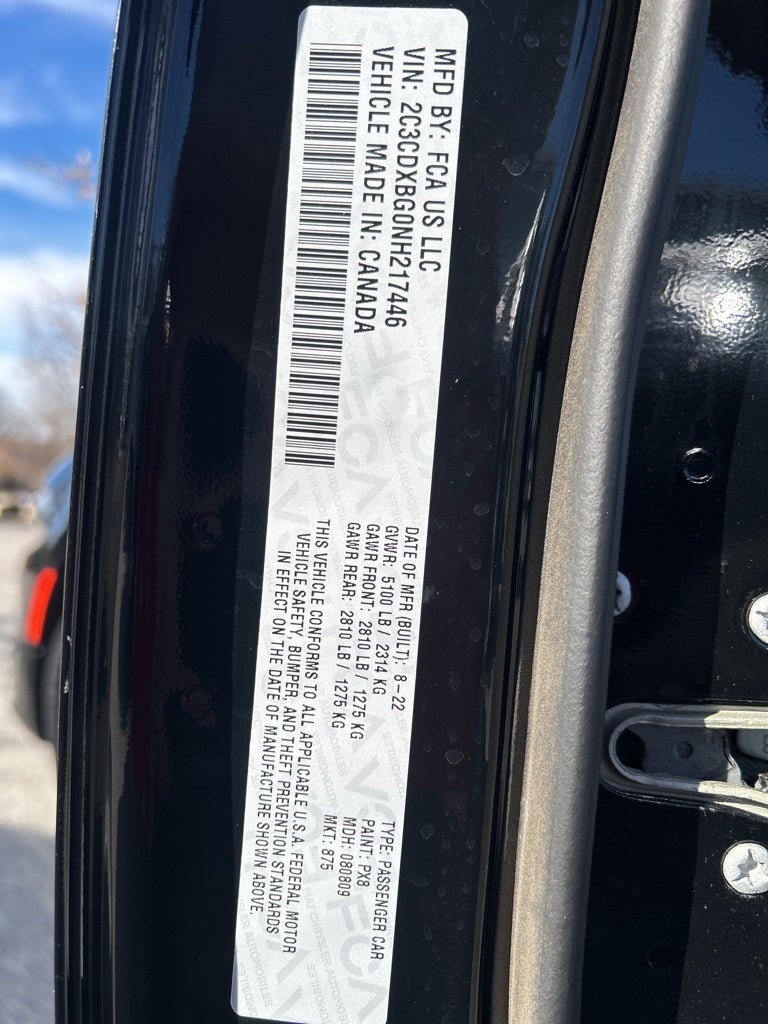 MFD BY: FCA US LLC
VIN: 2C3CDXBG0NH217446
VEHICLE MADE IN: CANADA
DATE OF MFR (BUILT): 8-22
GVWR: 5100 LB / 2314 KG
GAWR FRONT: 2810 LB / 1275 KG
GAWR REAR: 2810 LB / 1275 KG
TYPE: PASSENGER CAR
PAINT: PX8
MDH: 080809
MKT: 875
THIS VEHICLE CONFORMS TO ALL APPLICABLE U.S.A. FEDERAL MOTOR
VEHICLE SAFETY, BUMPER, AND THEFT PREVENTION STANDARDS
IN EFFECT ON THE DATE OF MANUFACTURE SHOWN ABOVE.